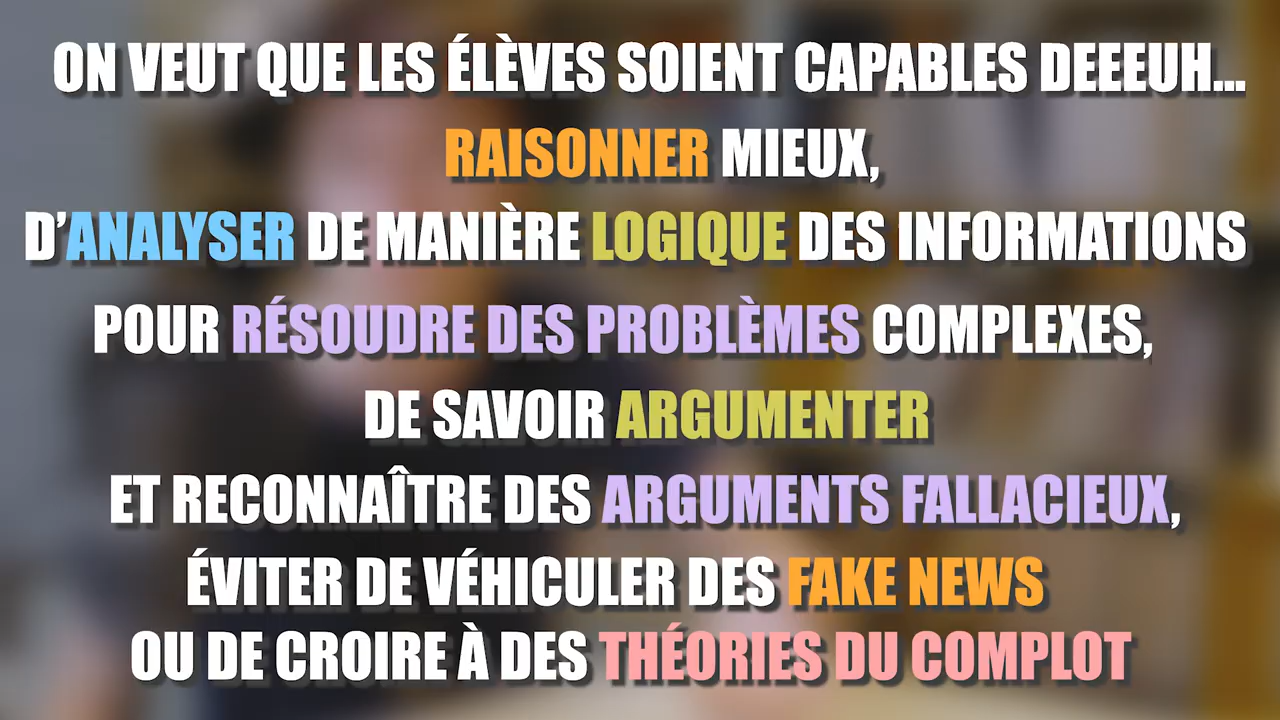 ON VEUT QUE LES ÉLÈVES SOIENT CAPABLES DEEEUH...
RAISONNER MIEUX,
D'ANALYSER DE MANIÈRE LOGIQUE DES INFORMATIONS
POUR RÉSOUDRE DES PROBLÈMES COMPLEXES,
DE SAVOIR ARGUMENTER
ET RECONNAÎTRE DES ARGUMENTS FALLACIEUX,
ÉVITER DE VÉHICULER DES FAKE NEWS
OU DE CROIRE À DES THÉORIES DU COMPLOT